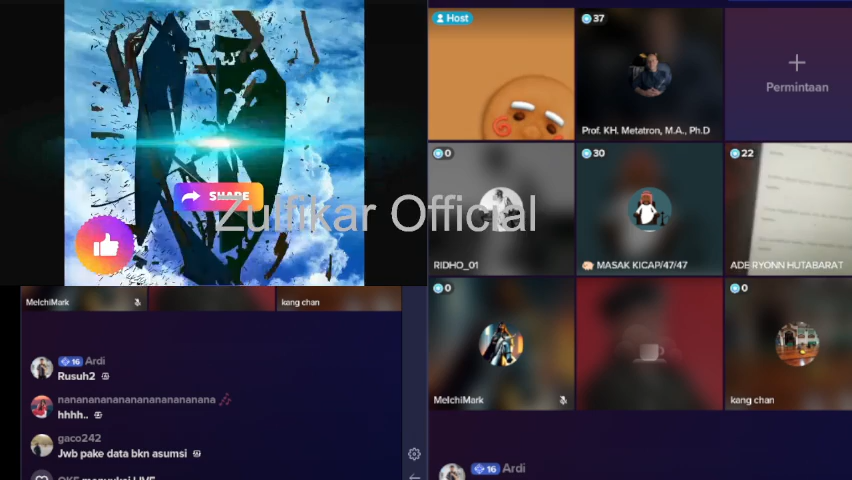 SHARE
Zulfikar Official
Host
37
Prof. KH. Metatron, M.A., Ph.D
Permintaan
0
RIDHO_01
30
MASAK KICAP/47/47
22
ADE RYONN HUTABARAT
0
MelchiMark
0
kang chan
16 Ardi
MelchiMark
kang chan
16 Ardi
Rusuh2
nanananananananananananana
hhhh..
gaco242
Jwb pake data bkn asumsi